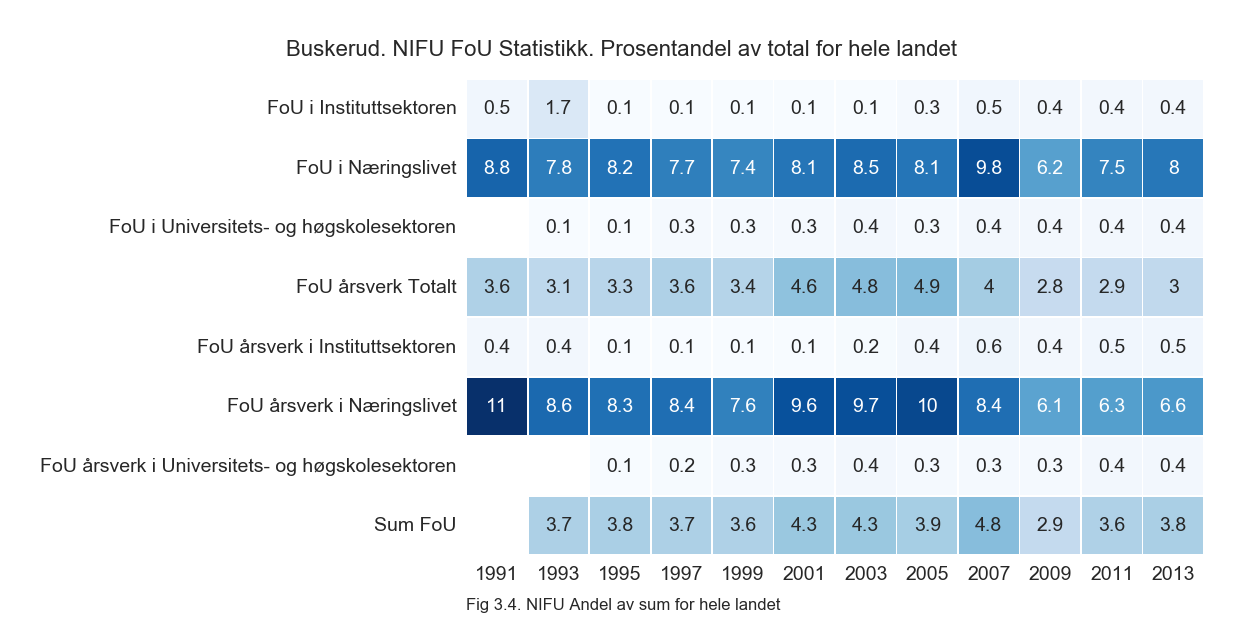 Buskerud. NIFU FoU Statistikk. Prosentandel av total for hele landet
FoU i Instituttsektoren 0.5 1.7 0.1 0.1 0.1 0.1 0.1 0.3 0.5 0.4 0.4 0.4
FoU i Næringslivet 8.8 7.8 8.2 7.7 7.4 8.1 8.5 8.1 9.8 6.2 7.5 8
FoU i Universitets- og høgskolesektoren 0.1 0.1 0.3 0.3 0.3 0.4 0.3 0.4 0.4 0.4 0.4
FoU årsverk Totalt 3.6 3.1 3.3 3.6 3.4 4.6 4.8 4.9 4 2.8 2.9 3
FoU årsverk i Instituttsektoren 0.4 0.4 0.1 0.1 0.1 0.1 0.2 0.4 0.6 0.4 0.5 0.5
FoU årsverk i Næringslivet 11 8.6 8.3 8.4 7.6 9.6 9.7 10 8.4 6.1 6.3 6.6
FoU årsverk i Universitets- og høgskolesektoren 0.1 0.2 0.3 0.3 0.4 0.3 0.3 0.3 0.4 0.4
Sum FoU 3.7 3.8 3.7 3.6 4.3 4.3 3.9 4.8 2.9 3.6 3.8
1991 1993 1995 1997 1999 2001 2003 2005 2007 2009 2011 2013
Fig 3.4. NIFU Andel av sum for hele landet